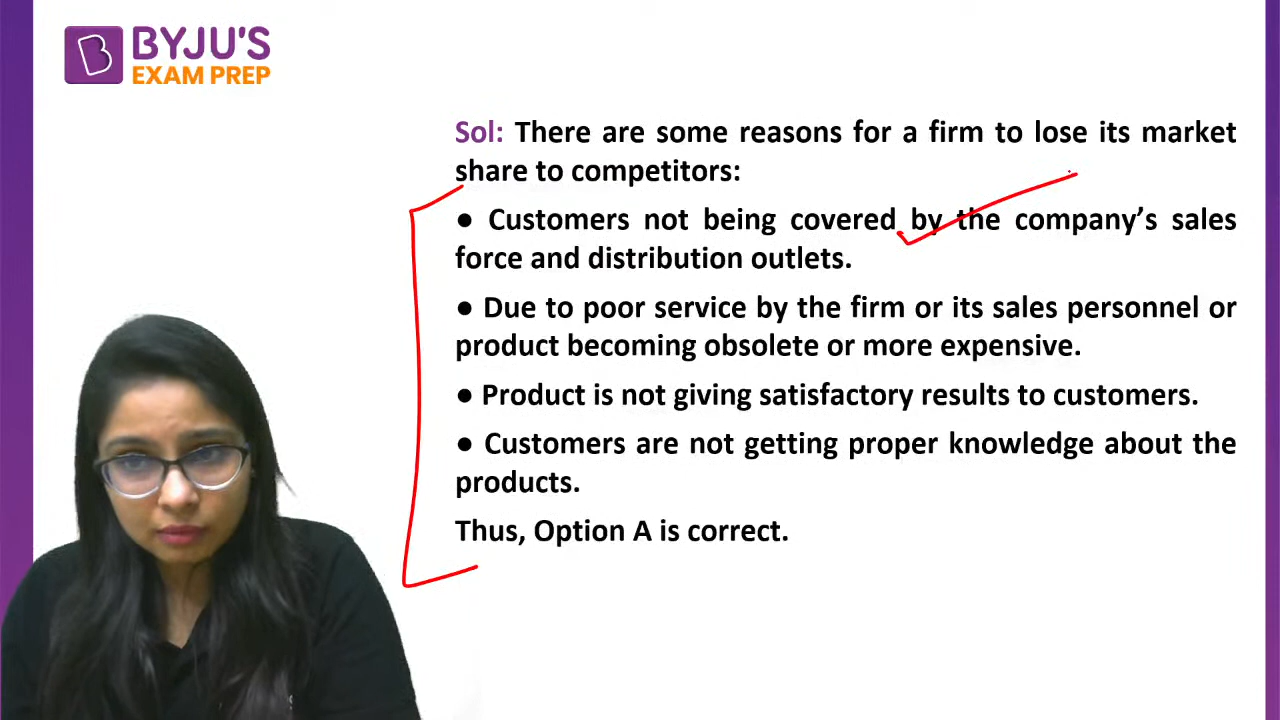 BYJU'S
EXAM PREP
Sol: There are some reasons for a firm to lose its market
share to competitors:
● Customers not being covered by the company’s sales
force and distribution outlets.
● Due to poor service by the firm or its sales personnel or
product becoming obsolete or more expensive.
● Product is not giving satisfactory results to customers.
● Customers are not getting proper knowledge about the
products.
Thus, Option A is correct.